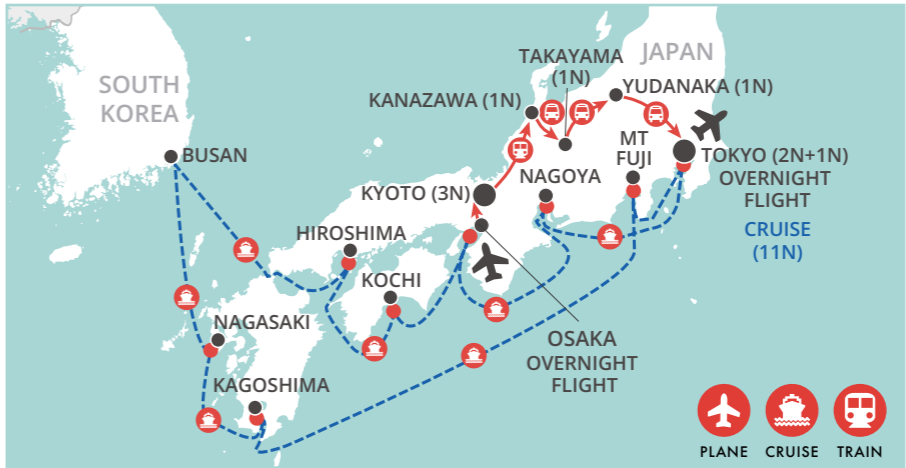 SOUTH
KOREA
JAPAN
TAKAYAMA
(1N)
KANAZAWA (1N)
YUDANAKA (1N)
BUSAN
MT
FUJI
TOKYO (2N+1N)
OVERNIGHT
FLIGHT
CRUISE
(11N)
NAGOYA
KYOTO (3N)
HIROSHIMA
KOCHI
NAGASAKI
KAGOSHIMA
OSAKA
OVERNIGHT
FLIGHT
PLANE
CRUISE
TRAIN